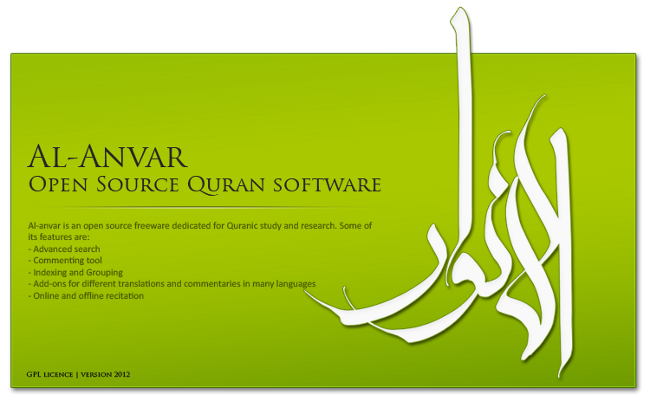 Al-Anvar
Open Source Quran software
Al-anvar is an open source freeware dedicated for Quranic study and research. Some of
its features are:
- Advanced search
- Commenting tool
- Indexing and Grouping
- Add-ons for different translations and commentaries in many languages
- Online and offline recitation
الانوار
GPL licence | version 2012